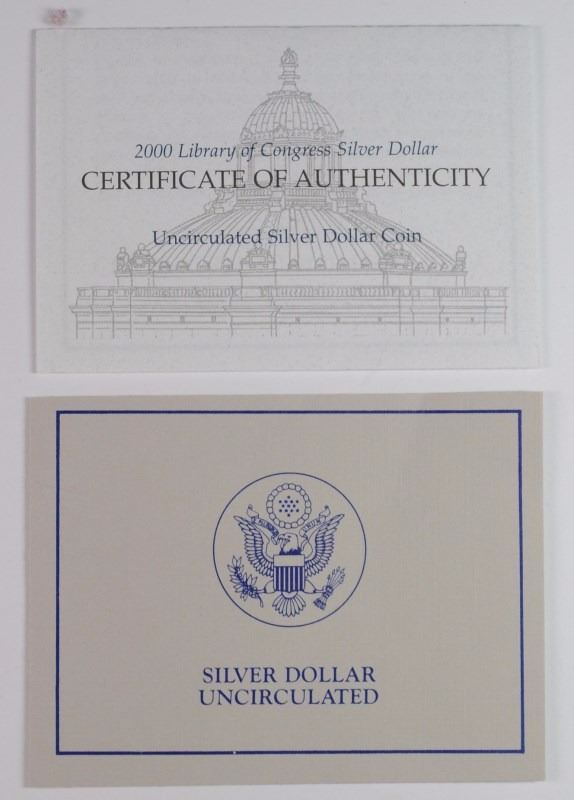 2000 Library of Congress Silver Dollar
CERTIFICATE OF AUTHENTICITY
Uncirculated Silver Dollar Coin
SILVER DOLLAR
UNCIRCULATED